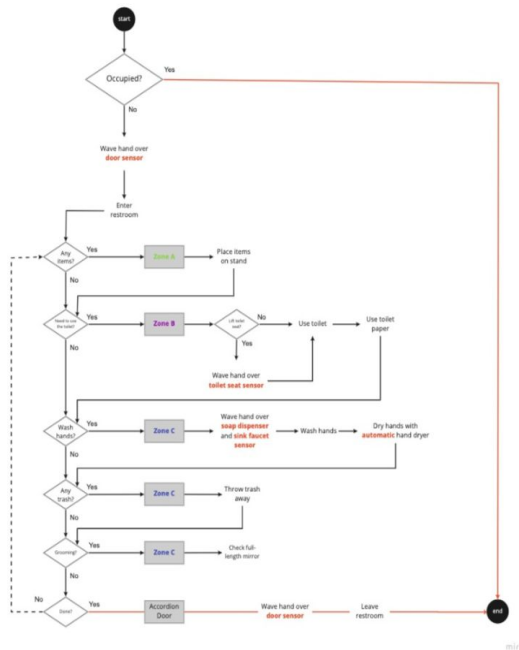 start
Occupied?
Yes
No
Wave hand over
door sensor
Enter
restroom
Any
items?
Yes
No
Zone A
Place items
on stand
Need to use
the toilet?
Yes
No
Zone B
Lift toilet
seat?
No
Yes
Use toilet
Use toilet
paper
Wave hand over
toilet seat sensor
Wash
hands?
Yes
No
Zone C
Wave hand over
soap dispenser
and sink faucet
sensor
Wash hands
Dry hands with
automatic hand dryer
Any
trash?
Yes
No
Zone C
Throw trash
away
Grooming?
Yes
No
Zone C
Check full-
length mirror
Done?
No
Yes
Accordion
Door
Wave hand over
door sensor
Leave
restroom
end